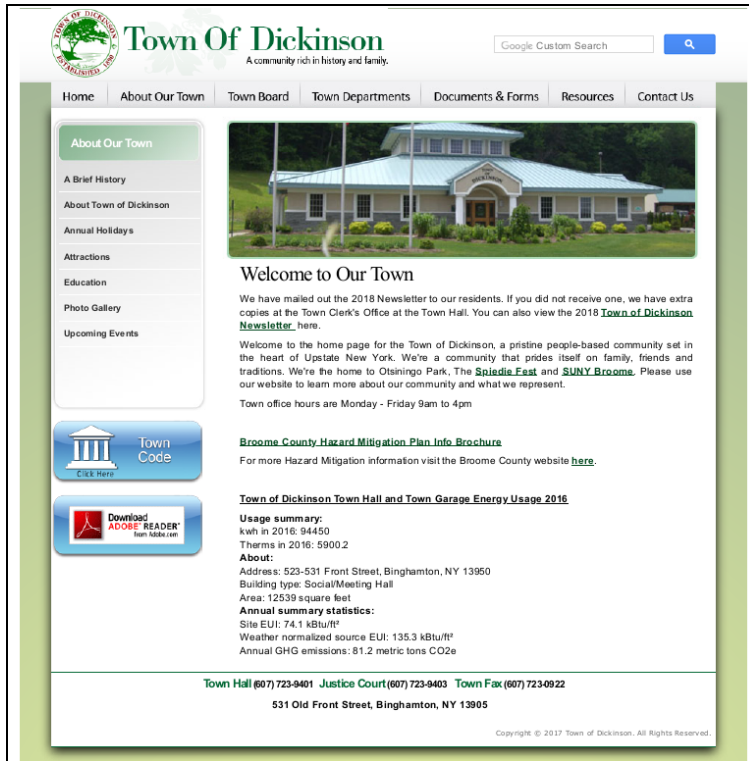 TOWN OF DICKINSON
ESTABLISHED 1890
Town Of Dickinson
A community rich in history and family.
Google Custom Search
Home About Our Town Town Board Town Departments Documents & Forms Resources Contact Us
About Our Town
A Brief History
About Town of Dickinson
Annual Holidays
Attractions
Education
Photo Gallery
Upcoming Events
Town
Code
Click Here
Download
ADOBE® READER®
from Adobe.com
DICKINSON
Welcome to Our Town
We have mailed out the 2018 Newsletter to our residents. If you did not receive one, we have extra
copies at the Town Clerk's Office at the Town Hall. You can also view the 2018 Town of Dickinson
Newsletter here.
Welcome to the home page for the Town of Dickinson, a pristine people-based community set in
the heart of Upstate New York. We're a community that prides itself on family, friends and
traditions. We're the home to Otsiningo Park, The Spiedie Fest and SUNY Broome. Please use
our website to learn more about our community and what we represent.
Town office hours are Monday - Friday 9am to 4pm
Broome County Hazard Mitigation Plan Info Brochure
For more Hazard Mitigation information visit the Broome County website here.
Town of Dickinson Town Hall and Town Garage Energy Usage 2016
Usage summary:
kwh in 2016: 94450
Therms in 2016: 5900.2
About:
Address: 523-531 Front Street, Binghamton, NY 13950
Building type: Social/Meeting Hall
Area: 12539 square feet
Annual summary statistics:
Site EUI: 74.1 kBtu/ft²
Weather normalized source EUI: 135.3 kBtu/ft²
Annual GHG emissions: 81.2 metric tons CO2e
Town Hall (607) 723-9401 Justice Court (607) 723-9403 Town Fax (607) 723-0922
531 Old Front Street, Binghamton, NY 13905
Copyright © 2017 Town of Dickinson. All Rights Reserved.